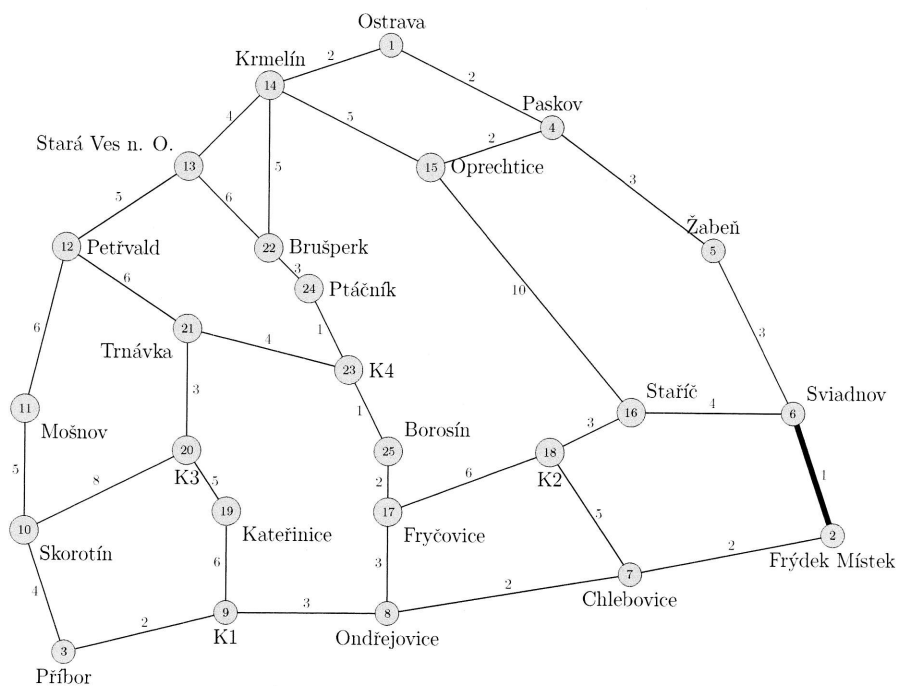 Ostrava
1
2
2
Krmelín
14
Paskov
4
4
5
2
Stará Ves n. O.
13
15
Oprechtice
5
3
5
6
Žabeň
5
12
Petřvald
22
Brušperk
3
24
Ptáčník
6
10
1
3
6
21
Trnávka
4
23
K4
Staříč
16
4
Sviadnov
6
11
Mošnov
3
1
Borosín
25
3
18
K2
20
K3
6
1
5
8
5
2
19
Kateřinice
17
Fryčovice
5
10
Skorotín
2
2
Frýdek Místek
6
3
7
Chlebovice
4
2
3
2
9
K1
8
Ondřejovice
3
Příbor